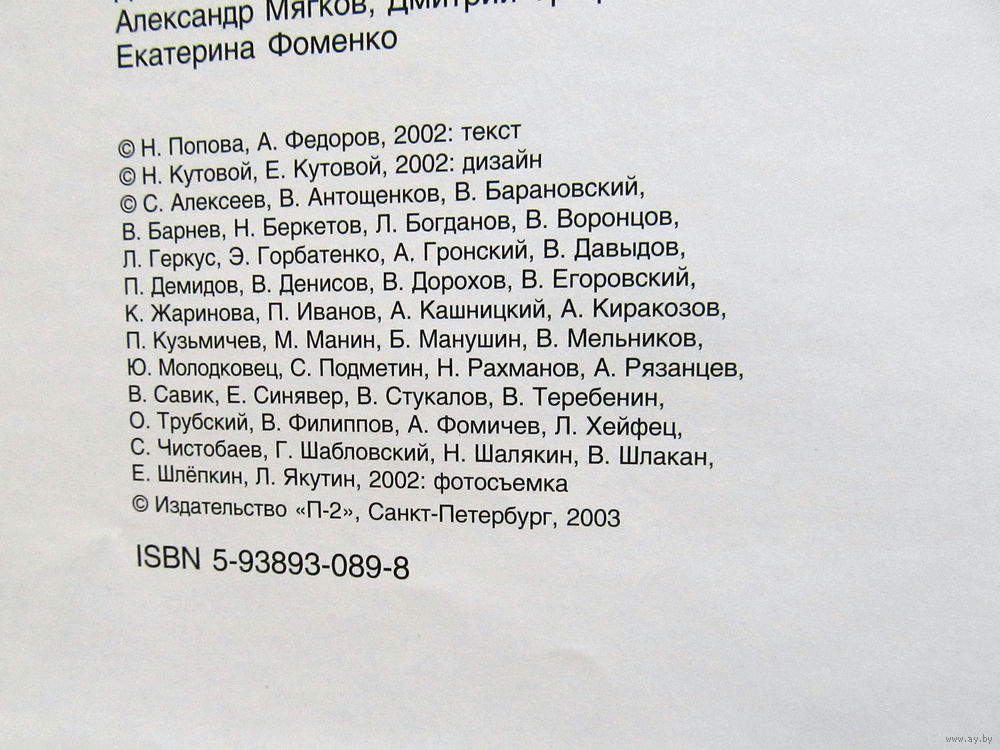 Александр Мягков, Дмитрий
Екатерина Фоменко
© Н. Попова, А. Федоров, 2002: текст
© Н. Кутовой, Е. Кутовой, 2002: дизайн
© С. Алексеев, В. Антощенков, В. Барановский,
В. Барнев, Н. Беркетов, Л. Богданов, В. Воронцов,
Л. Геркус, Э. Горбатенко, А. Гронский, В. Давыдов,
П. Демидов, В. Денисов, В. Дорохов, В. Егоровский,
К. Жаринова, П. Иванов, А. Кашницкий, А. Киракозов,
П. Кузьмичев, М. Манин, Б. Манушин, В. Мельников,
Ю. Молодковец, С. Подметин, Н. Рахманов, А. Рязанцев,
В. Савик, Е. Синявер, В. Стукалов, В. Теребенин,
О. Трубский, В. Филиппов, А. Фомичев, Л. Хейфец,
С. Чистобаев, Г. Шабловский, Н. Шалякин, В. Шлакан,
Е. Шлёпкин, Л. Якутин, 2002: фотосъемка
© Издательство «П-2», Санкт-Петербург, 2003
ISBN 5-93893-089-8
www.ay.by